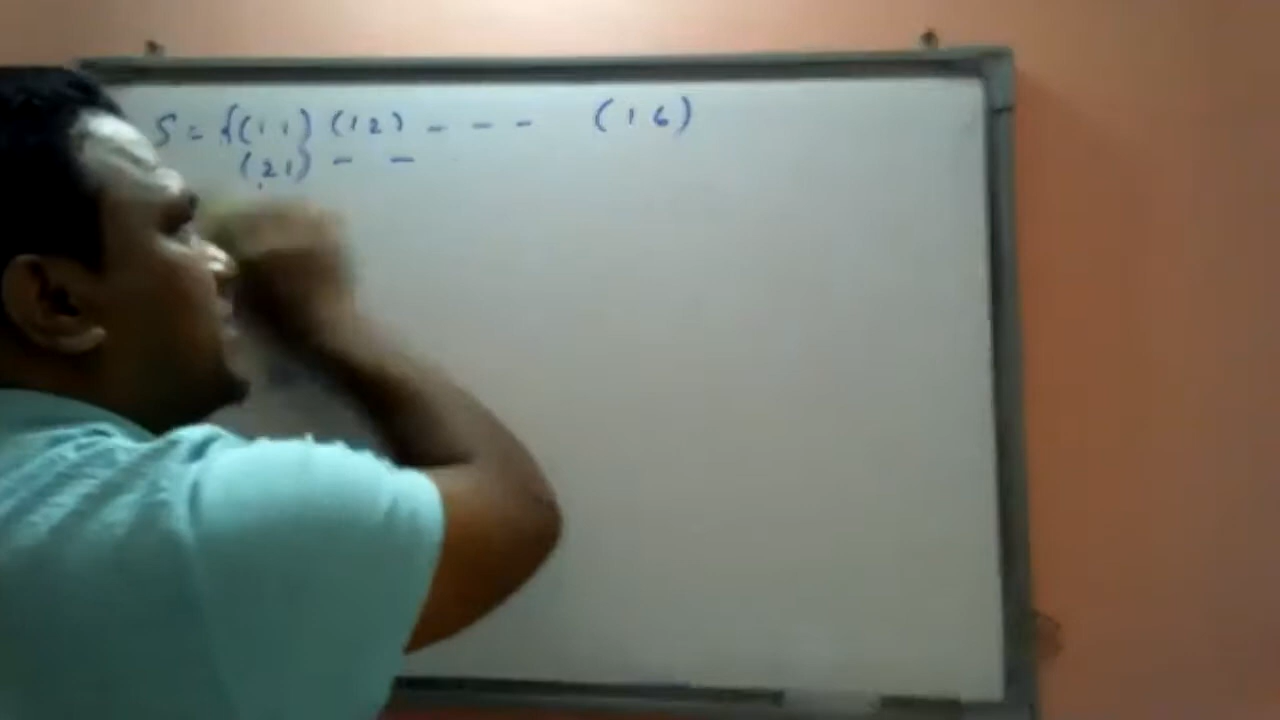 S = {(1 1) (1 2) - - - (1 6)
(2 1) - -